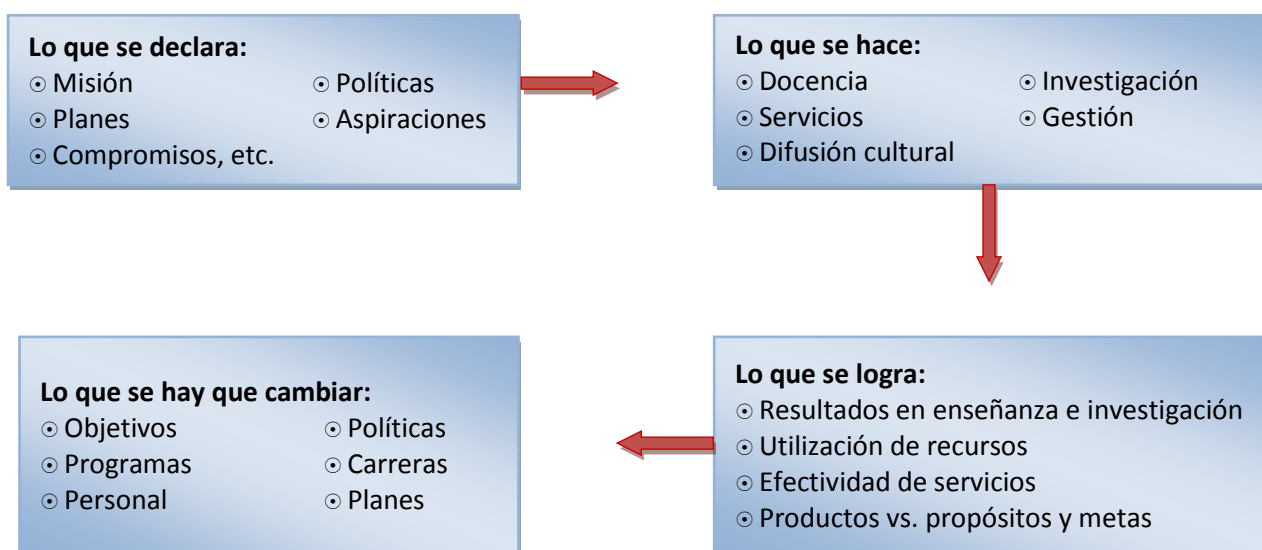 Lo que se declara:
⊙ Misión ⊙ Políticas
⊙ Planes ⊙ Aspiraciones
⊙ Compromisos, etc.
Lo que se hace:
⊙ Docencia ⊙ Investigación
⊙ Servicios ⊙ Gestión
⊙ Difusión cultural
Lo que se hay que cambiar:
⊙ Objetivos ⊙ Políticas
⊙ Programas ⊙ Carreras
⊙ Personal ⊙ Planes
Lo que se logra:
⊙ Resultados en enseñanza e investigación
⊙ Utilización de recursos
⊙ Efectividad de servicios
⊙ Productos vs. propósitos y metas